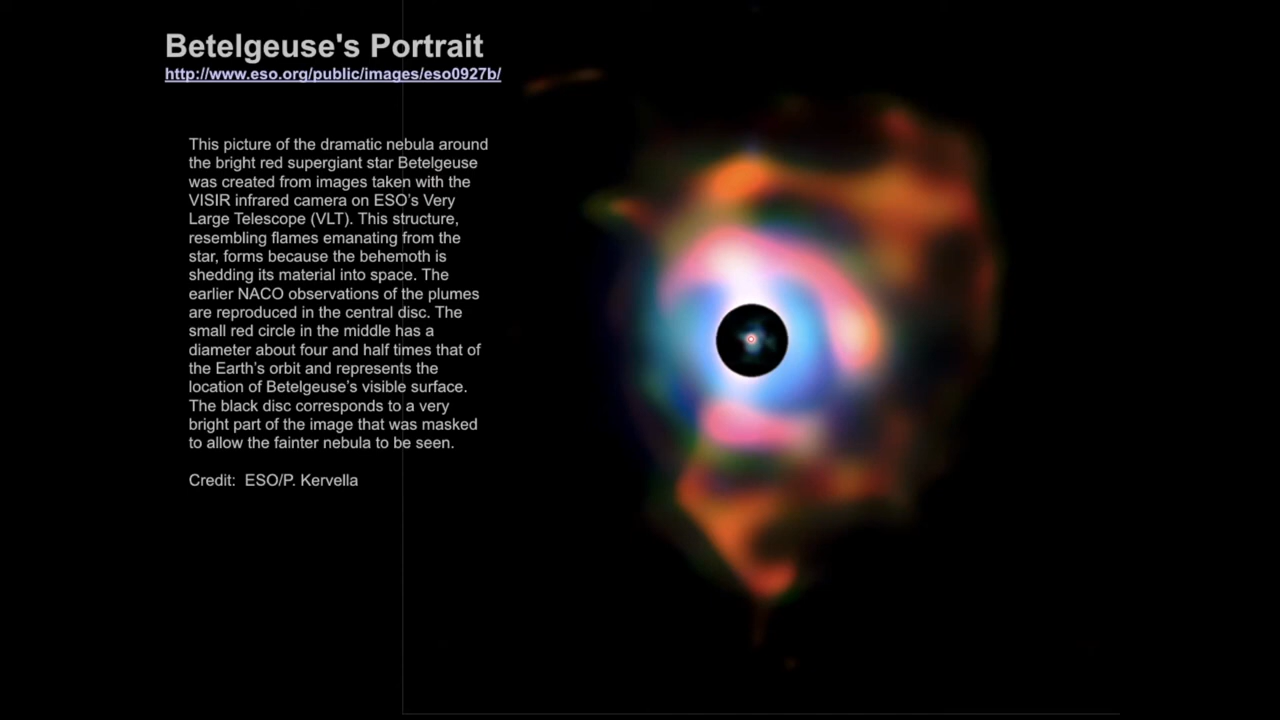 Betelgeuse's Portrait
http://www.eso.org/public/images/eso0927b/
This picture of the dramatic nebula around
the bright red supergiant star Betelgeuse
was created from images taken with the
VISIR infrared camera on ESO’s Very
Large Telescope (VLT). This structure,
resembling flames emanating from the
star, forms because the behemoth is
shedding its material into space. The
earlier NACO observations of the plumes
are reproduced in the central disc. The
small red circle in the middle has a
diameter about four and half times that of
the Earth’s orbit and represents the
location of Betelgeuse’s visible surface.
The black disc corresponds to a very
bright part of the image that was masked
to allow the fainter nebula to be seen.
Credit:  ESO/P. Kervella